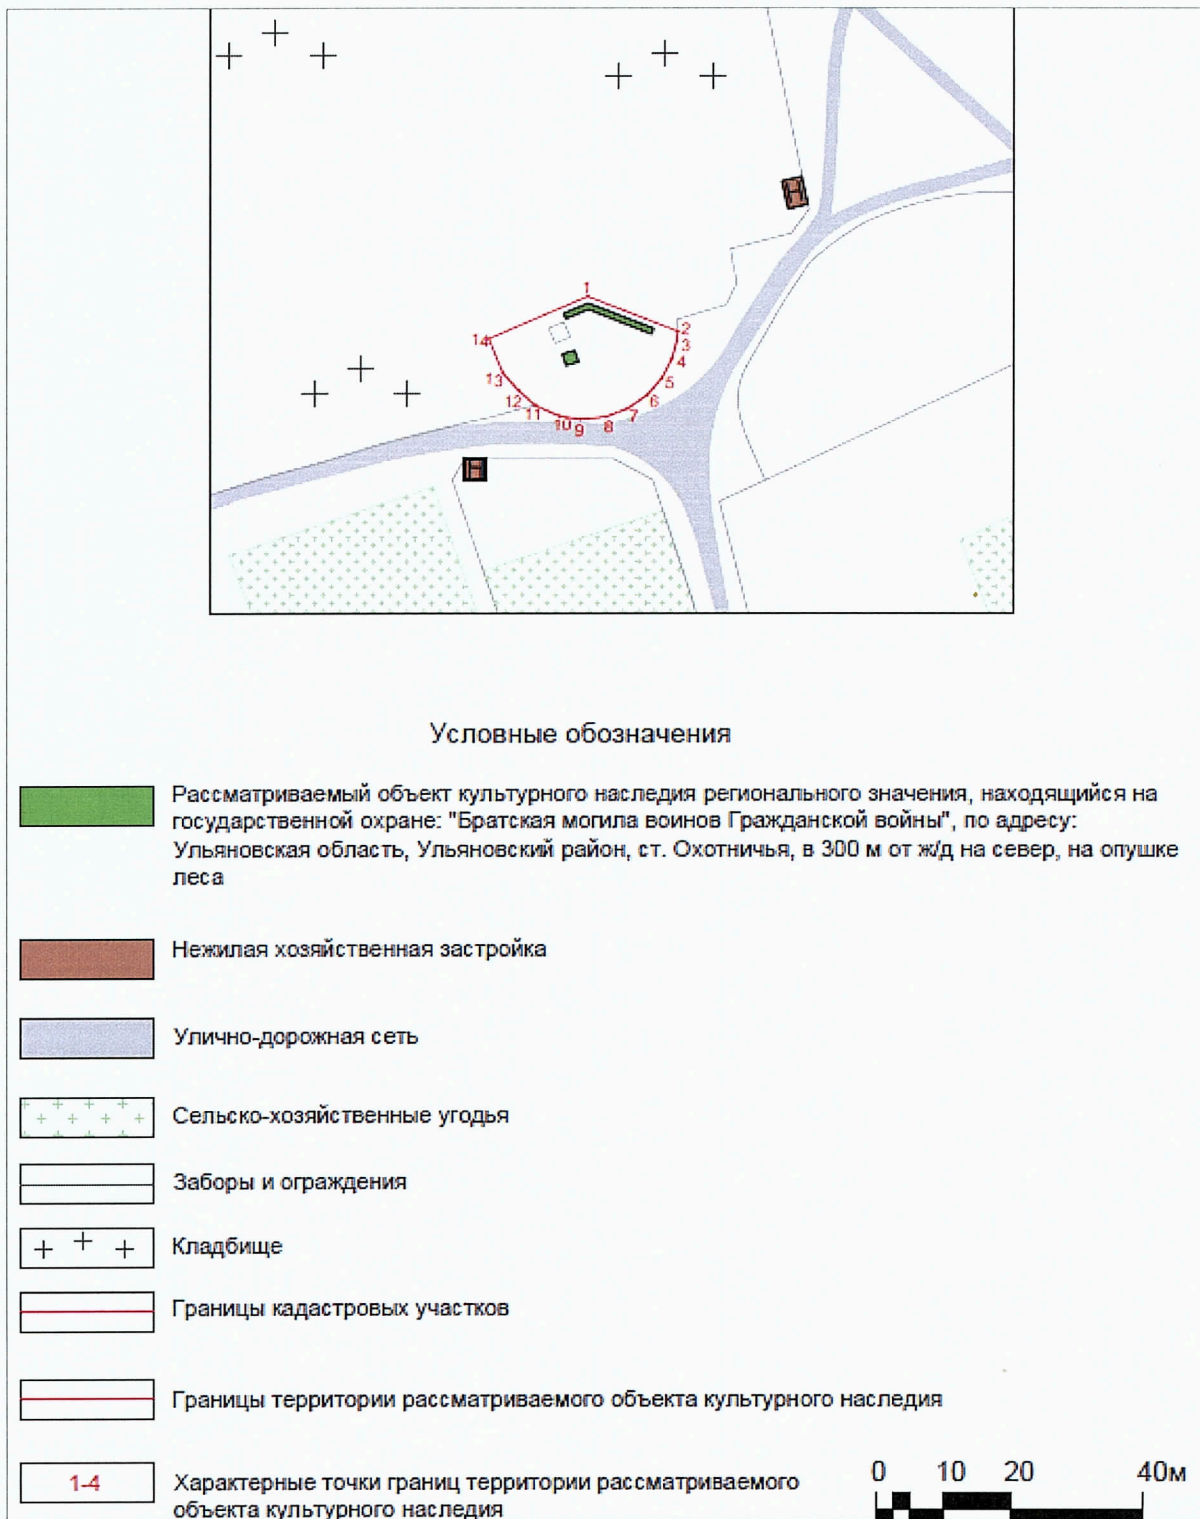 1
2
3
4
5
6
7
8
9
10
11
12
13
14
Н
Н
Условные обозначения
Рассматриваемый объект культурного наследия регионального значения, находящийся на
государственной охране: "Братская могила воинов Гражданской войны", по адресу:
Ульяновская область, Ульяновский район, ст. Охотничья, в 300 м от ж/д на север, на опушке
леса
Нежилая хозяйственная застройка
Улично-дорожная сеть
Сельско-хозяйственные угодья
Заборы и ограждения
Кладбище
Границы кадастровых участков
Границы территории рассматриваемого объекта культурного наследия
1-4
Характерные точки границ территории рассматриваемого
объекта культурного наследия
0 10 20 40м